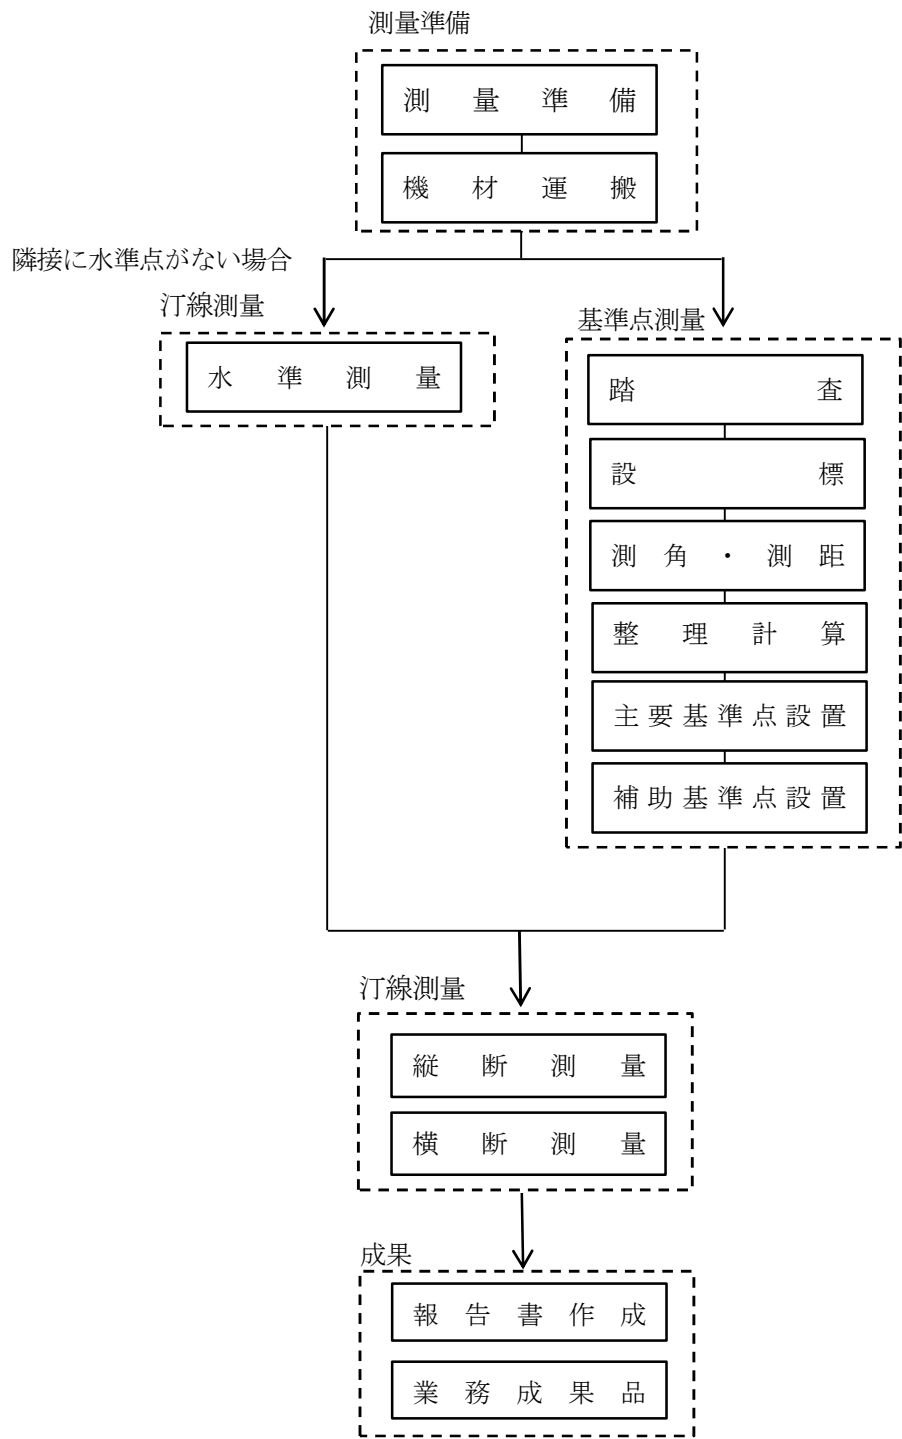 測量準備
測量準備
機材運搬
隣接に水準点がない場合
汀線測量
水準測量
基準点測量
踏査
設標
測角・測距
整理計算
主要基準点設置
補助基準点設置
汀線測量
縦断測量
横断測量
成果
報告書作成
業務成果品